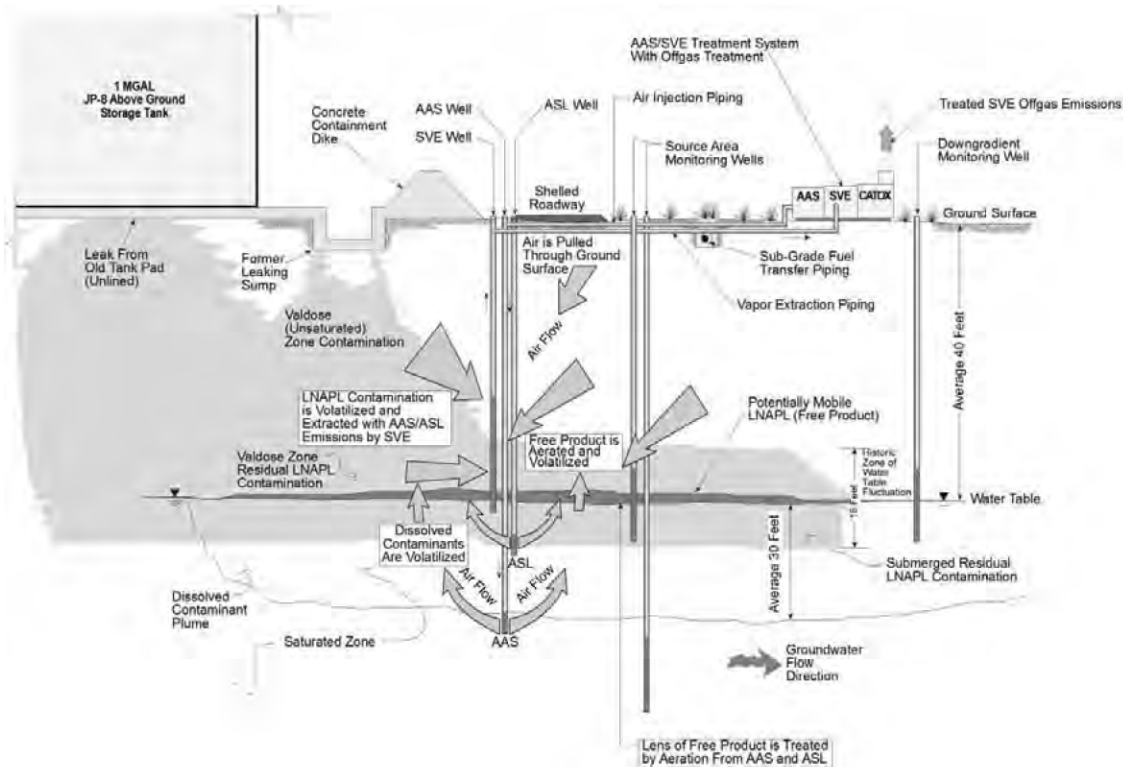 1 MGAL
JP-8 Above Ground
Storage Tank
Concrete
Containment
Dike
AAS Well
SVE Well
ASL Well
Air Injection Piping
AAS/SVE Treatment System
With Offgas Treatment
Treated SVE Offgas Emissions
Source Area
Monitoring Wells
Downgradient
Monitoring Well
Shelled
Roadway
AAS
SVE
CATOX
Ground Surface
Leak From
Old Tank Pad
(Unlined)
Former
Leaking
Sump
Air is Pulled
Through Ground
Surface
Sub-Grade Fuel
Transfer Piping
Vapor Extraction Piping
Valdose
(Unsaturated)
Zone Contamination
Air Flow
Average 40 Feet
LNAPL Contamination
is Volatilized and
Extracted with AAS/ASL
Emissions by SVE
Potentially Mobile
LNAPL (Free Product)
Free Product is
Aerated and
Volatilized
Valdose Zone
Residual LNAPL
Contamination
Historic
Zone of
Water
Table
Fluctuation
Feet
Water Table
Dissolved
Contaminants
Are Volatilized
ASL
Air Flow
Air Flow
Average 30 Feet
Submerged Residual
LNAPL Contamination
Dissolved
Contaminant
Plume
Saturated Zone
AAS
Groundwater
Flow
Direction
Lens of Free Product is Treated
by Aeration From AAS and ASL